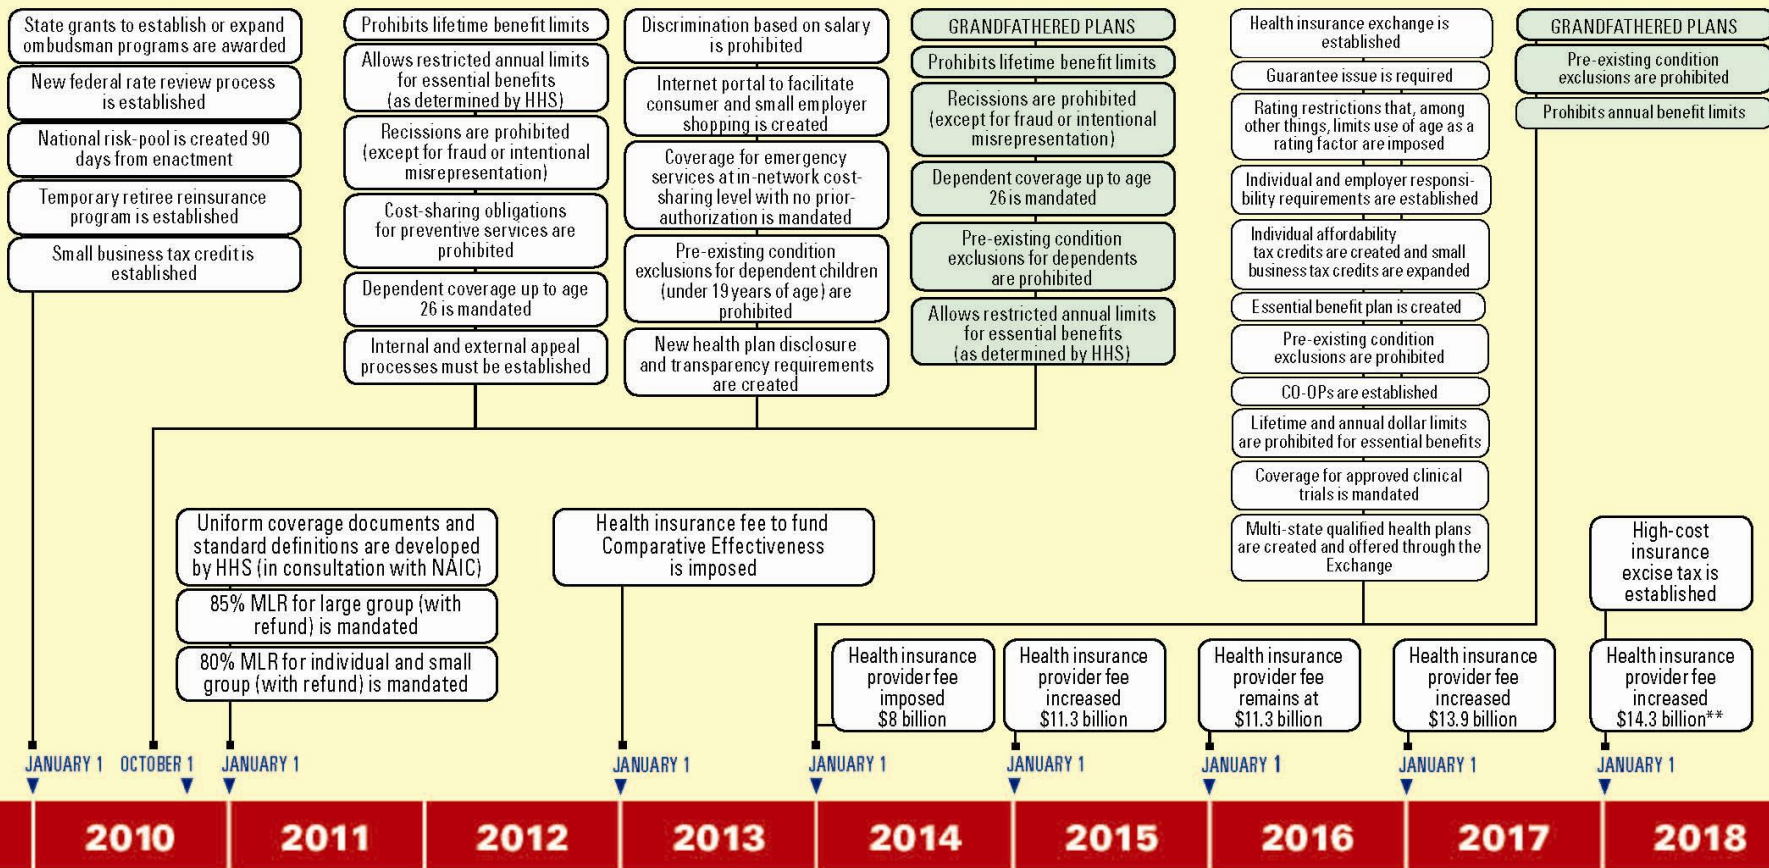 State grants to establish or expand
ombudsman programs are awarded
New federal rate review process
is established
National risk-pool is created 90
days from enactment
Temporary retiree reinsurance
program is established
Small business tax credit is
established
Prohibits lifetime benefit limits
Allows restricted annual limits
for essential benefits
(as determined by HHS)
Recissions are prohibited
(except for fraud or intentional
misrepresentation)
Cost-sharing obligations
for preventive services are
prohibited
Dependent coverage up to age
26 is mandated
Internal and external appeal
processes must be established
Discrimination based on salary
is prohibited
Internet portal to facilitate
consumer and small employer
shopping is created
Coverage for emergency
services at in-network cost-
sharing level with no prior-
authorization is mandated
Pre-existing condition
exclusions for dependent children
(under 19 years of age) are
prohibited
New health plan disclosure
and transparency requirements
are created
GRANDFATHERED PLANS
Prohibits lifetime benefit limits
Recissions are prohibited
(except for fraud or intentional
misrepresentation)
Dependent coverage up to age
26 is mandated
Pre-existing condition
exclusions for dependents
are prohibited
Allows restricted annual limits
for essential benefits
(as determined by HHS)
Health insurance exchange is
established
Guarantee issue is required
Rating restrictions that, among
other things, limits use of age as a
rating factor are imposed
Individual and employer responsi-
bility requirements are established
Individual affordability
tax credits are created and small
business tax credits are expanded
Essential benefit plan is created
Pre-existing condition
exclusions are prohibited
CO-OPs are established
Lifetime and annual dollar limits
are prohibited for essential benefits
Coverage for approved clinical
trials is mandated
Multi-state qualified health plans
are created and offered through the
Exchange
GRANDFATHERED PLANS
Pre-existing condition
exclusions are prohibited
Prohibits annual benefit limits
Uniform coverage documents and
standard definitions are developed
by HHS (in consultation with NAIC)
85% MLR for large group (with
refund) is mandated
80% MLR for individual and small
group (with refund) is mandated
Health insurance fee to fund
Comparative Effectiveness
is imposed
High-cost
insurance
excise tax is
established
Health insurance
provider fee
imposed
$8 billion
Health insurance
provider fee
increased
$11.3 billion
Health insurance
provider fee
remains at
$11.3 billion
Health insurance
provider fee
increased
$13.9 billion
Health insurance
provider fee
increased
$14.3 billion**
JANUARY 1 OCTOBER 1 JANUARY 1 JANUARY 1 JANUARY 1 JANUARY 1 JANUARY 1 JANUARY 1 JANUARY 1
2010 2011 2012 2013 2014 2015 2016 2017 2018